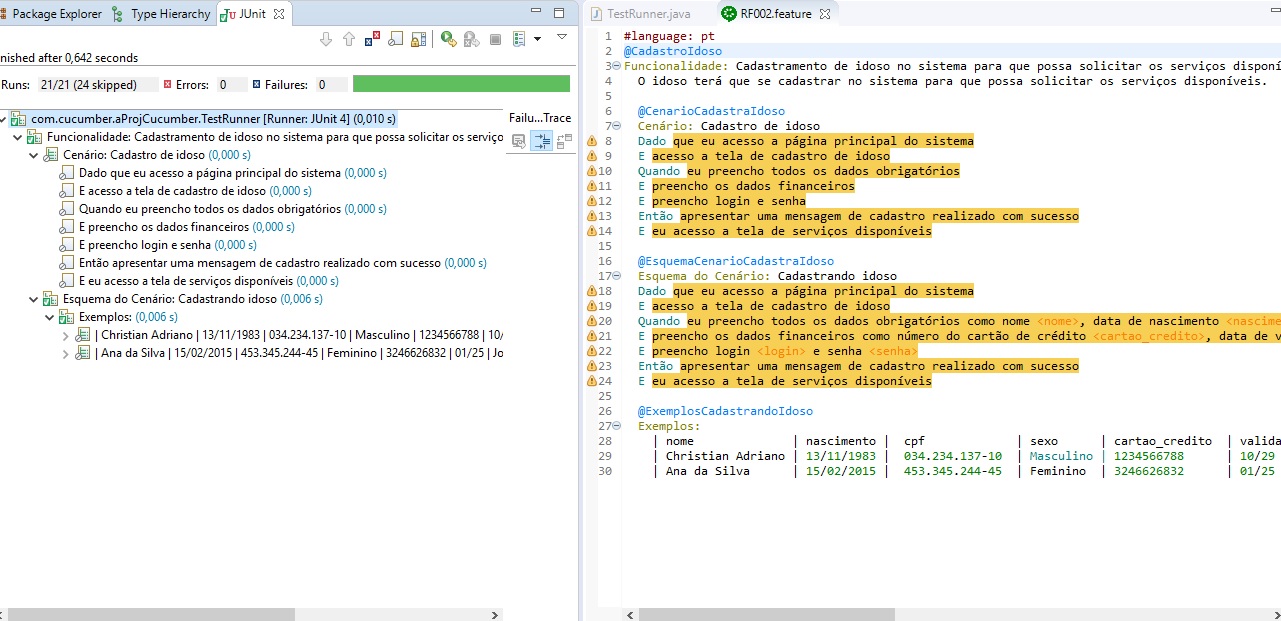 Package Explorer Type Hierarchy JUnit
nished after 0,642 seconds
Runs: 21/21 (24 skipped) Errors: 0 Failures: 0
com.cucumber.aProjCucumber.TestRunner [Runner: JUnit 4] (0,010 s)
Funcionalidade: Cadastramento de idoso no sistema para que possa solicitar os serviço
Cenário: Cadastro de idoso (0,000 s)
Dado que eu acesso a página principal do sistema (0,000 s)
E acesso a tela de cadastro de idoso (0,000 s)
Quando eu preencho todos os dados obrigatórios (0,000 s)
E preencho os dados financeiros (0,000 s)
E preencho login e senha (0,000 s)
Então apresentar uma mensagem de cadastro realizado com sucesso (0,000 s)
E eu acesso a tela de serviços disponíveis (0,000 s)
Esquema do Cenário: Cadastrando idoso (0,006 s)
Exemplos: (0,006 s)
| Christian Adriano | 13/11/1983 | 034.234.137-10 | Masculino | 1234566788 | 10/
| Ana da Silva | 15/02/2015 | 453.345.244-45 | Feminino | 3246626832 | 01/25 | Jo
Failu...Trace
TestRunner.java RF002.feature
1 #language: pt
2 @CadastroIdoso
3 Funcionalidade: Cadastramento de idoso no sistema para que possa solicitar os serviços disponí
4 O idoso terá que se cadastrar no sistema para que possa solicitar os serviços disponíveis.
5
6 @CenarioCadastraIdoso
7 Cenário: Cadastro de idoso
8 Dado que eu acesso a página principal do sistema
9 E acesso a tela de cadastro de idoso
10 Quando eu preencho todos os dados obrigatórios
11 E preencho os dados financeiros
12 E preencho login e senha
13 Então apresentar uma mensagem de cadastro realizado com sucesso
14 E eu acesso a tela de serviços disponíveis
15
16 @EsquemaCenarioCadastraIdoso
17 Esquema do Cenário: Cadastrando idoso
18 Dado que eu acesso a página principal do sistema
19 E acesso a tela de cadastro de idoso
20 Quando eu preencho todos os dados obrigatórios como nome <nome>, data de nascimento <nascime
21 E preencho os dados financeiros como número do cartão de crédito <cartao_credito>, data de v
22 E preencho login <login> e senha <senha>
23 Então apresentar uma mensagem de cadastro realizado com sucesso
24 E eu acesso a tela de serviços disponíveis
25
26 @ExemplosCadastrandoIdoso
27 Exemplos:
28 | nome | nascimento | cpf | sexo | cartao_credito | valida
29 | Christian Adriano | 13/11/1983 | 034.234.137-10 | Masculino | 1234566788 | 10/29
30 | Ana da Silva | 15/02/2015 | 453.345.244-45 | Feminino | 3246626832 | 01/25